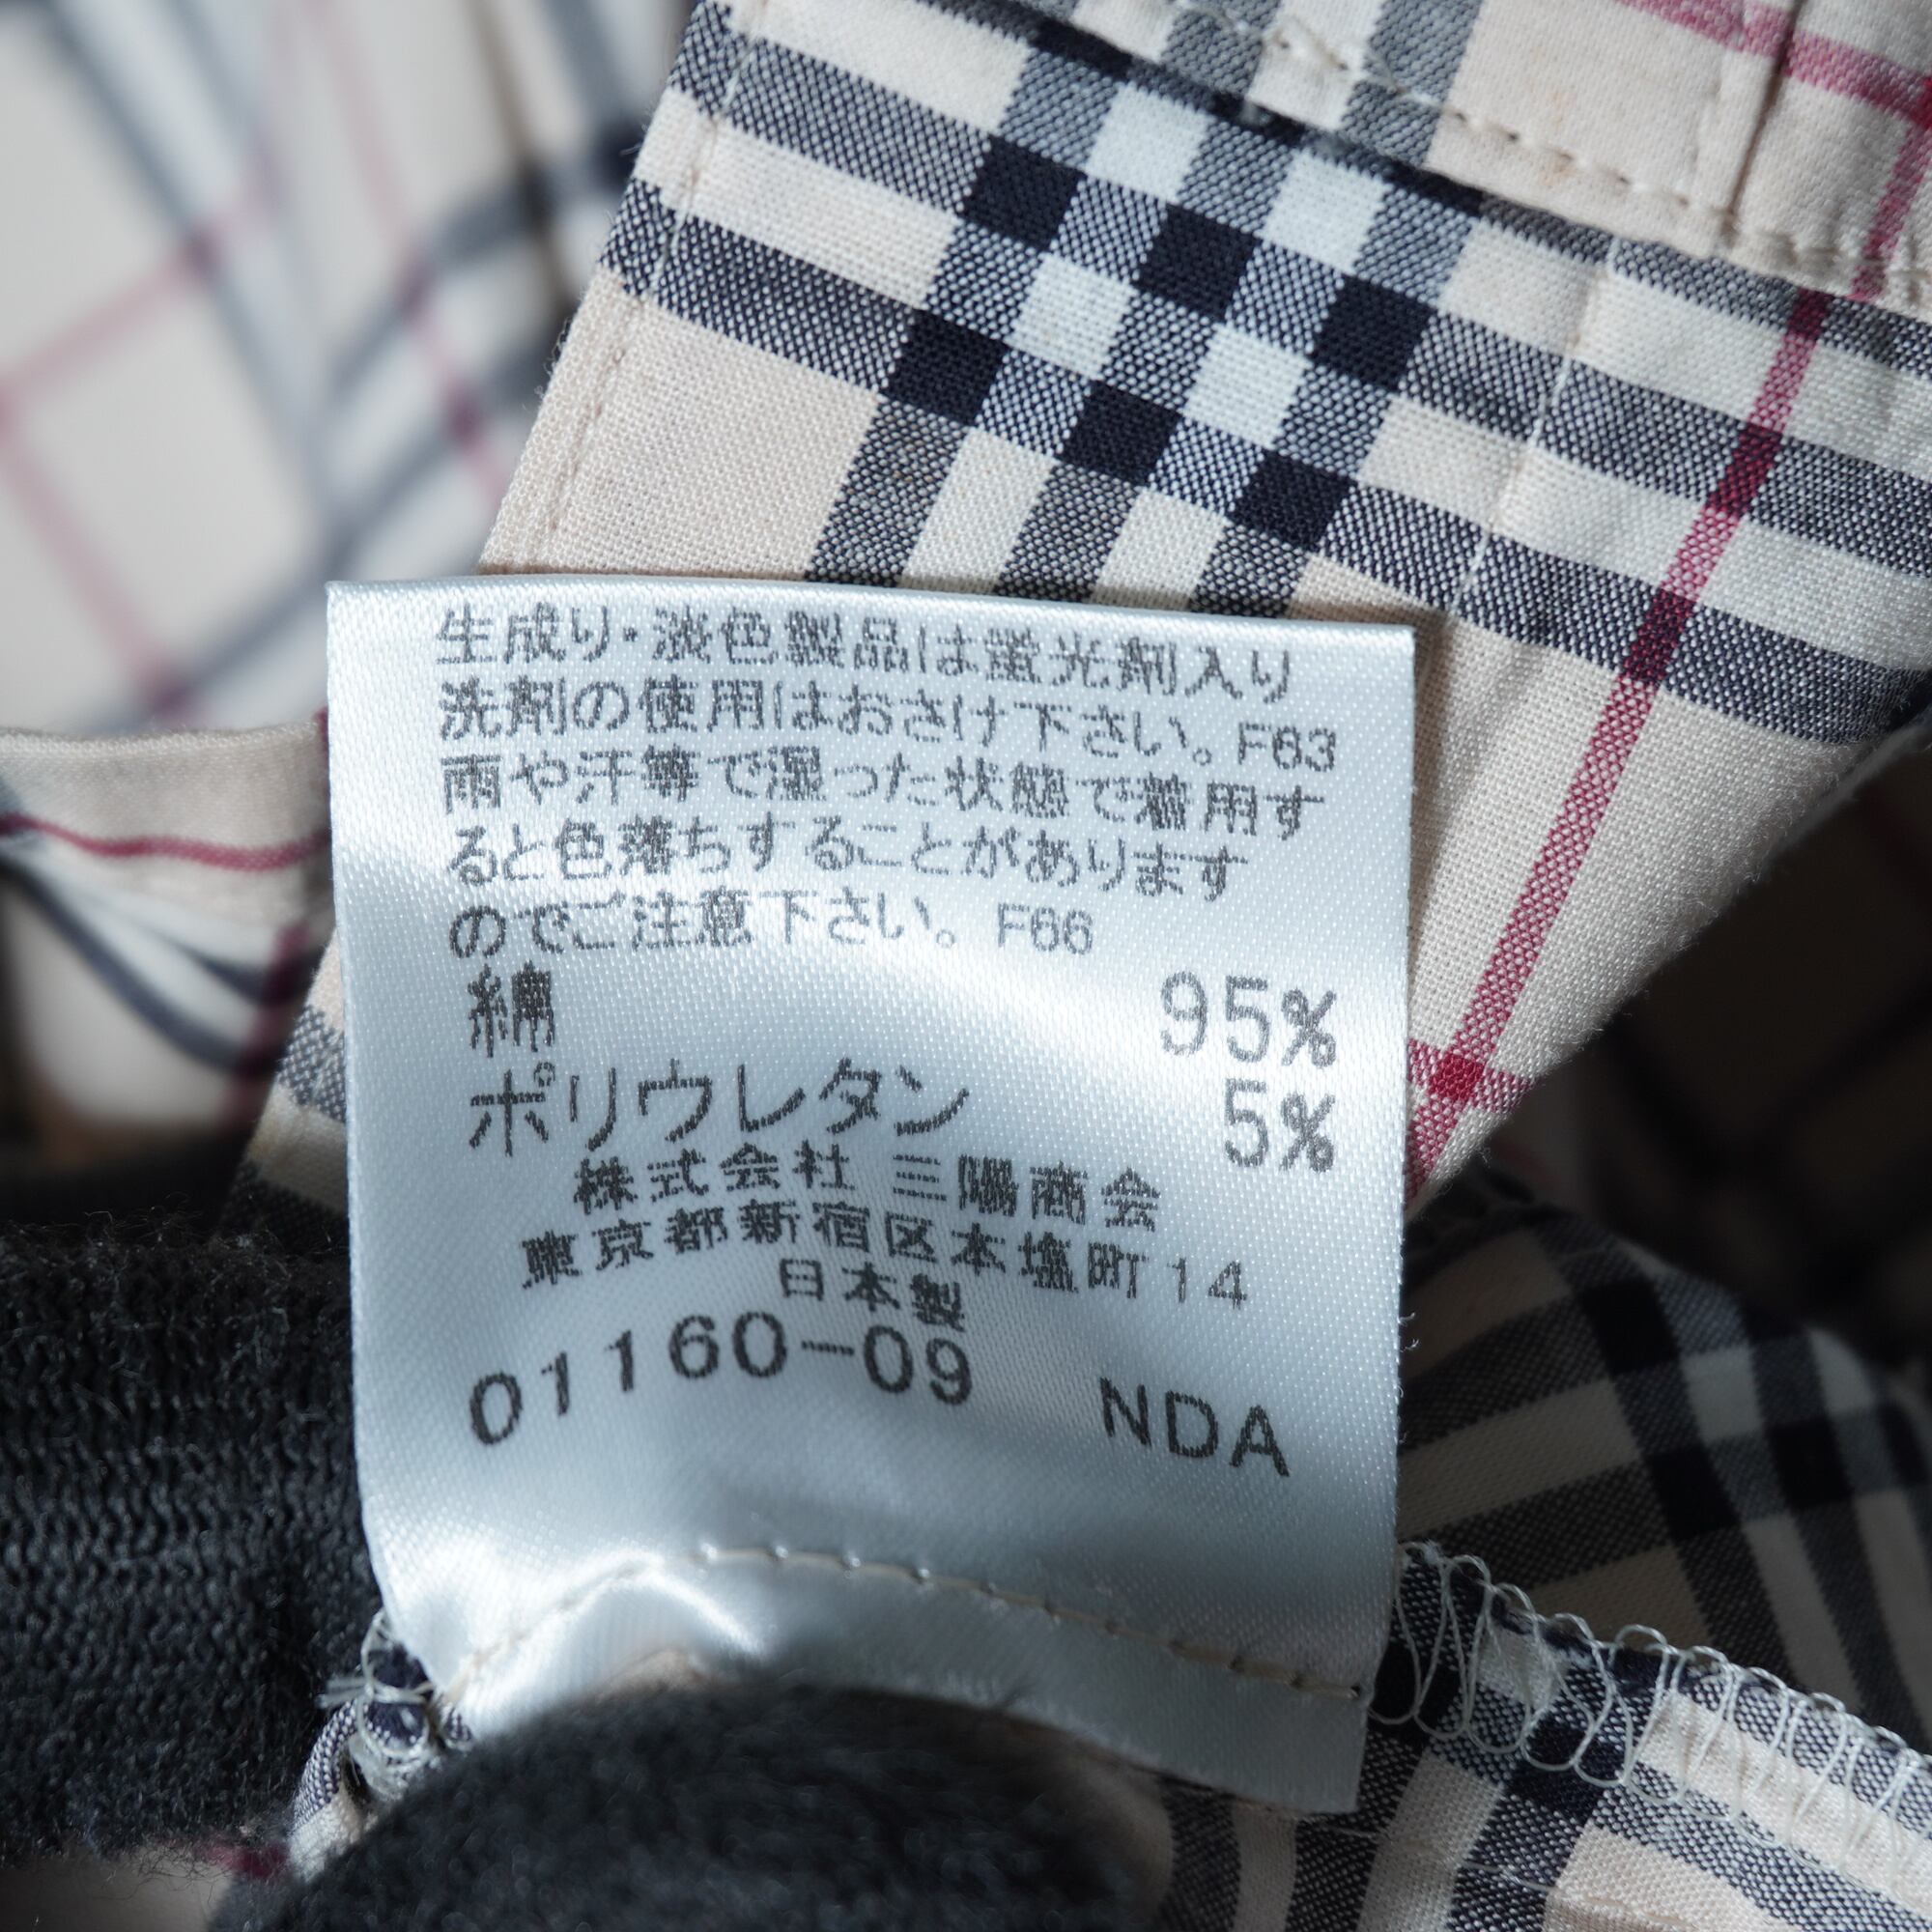 生成り・淡色製品は蛍光剤入り
洗剤の使用はおさけ下さい。F63
雨や汗等で湿った状態で着用す
ると色落ちすることがあります
のでご注意下さい。F66
綿 95%
ポリウレタン 5%
株式会社 三陽商会
東京都新宿区本塩町14
日本製
01160-09 NDA